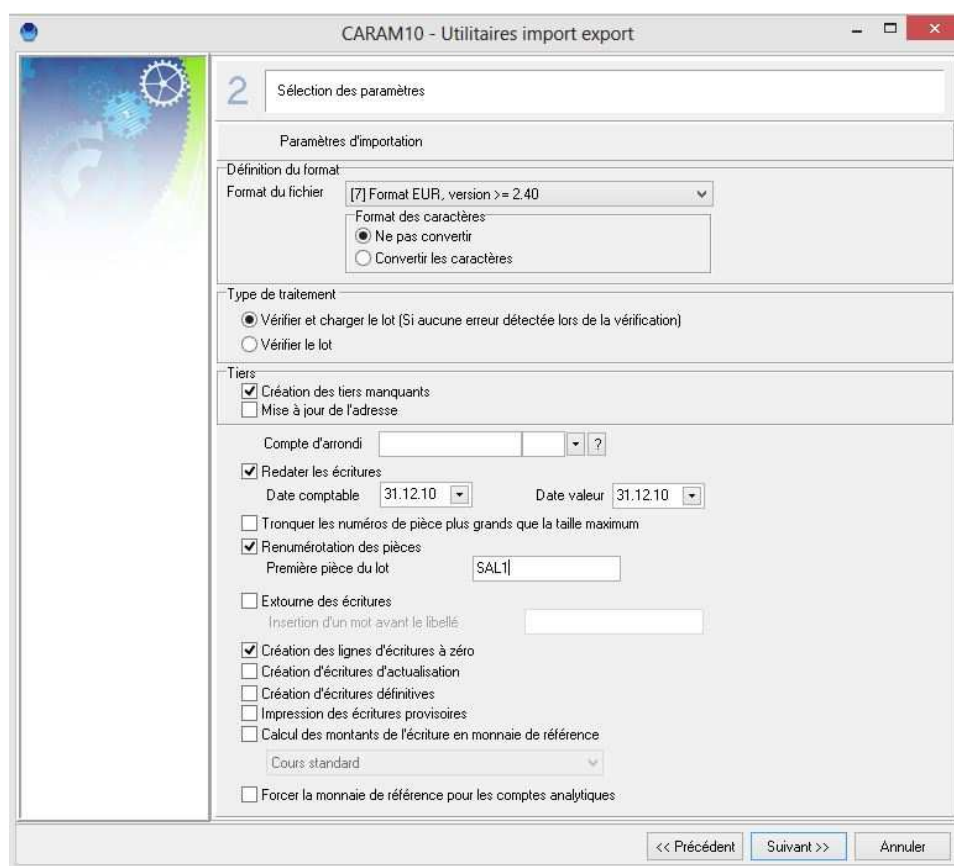 CARAM10 - Utilitaires import export
2 Sélection des paramètres
Paramètres d'importation
Définition du format
Format du fichier [7] Format EUR, version >= 2.40
Format des caractères
Ne pas convertir
Convertir les caractères
Type de traitement
Vérifier et charger le lot (Si aucune erreur détectée lors de la vérification)
Vérifier le lot
Tiers
Création des tiers manquants
Mise à jour de l'adresse
Compte d'arrondi ?
Redater les écritures
Date comptable 31.12.10 Date valeur 31.12.10
Tronquer les numéros de pièce plus grands que la taille maximum
Renumérotation des pièces
Première pièce du lot SAL1
Extourne des écritures
Insertion d'un mot avant le libellé
Création des lignes d'écritures à zéro
Création d'écritures d'actualisation
Création d'écritures définitives
Impression des écritures provisoires
Calcul des montants de l'écriture en monnaie de référence
Cours standard
Forcer la monnaie de référence pour les comptes analytiques
<< Précédent Suivant >> Annuler